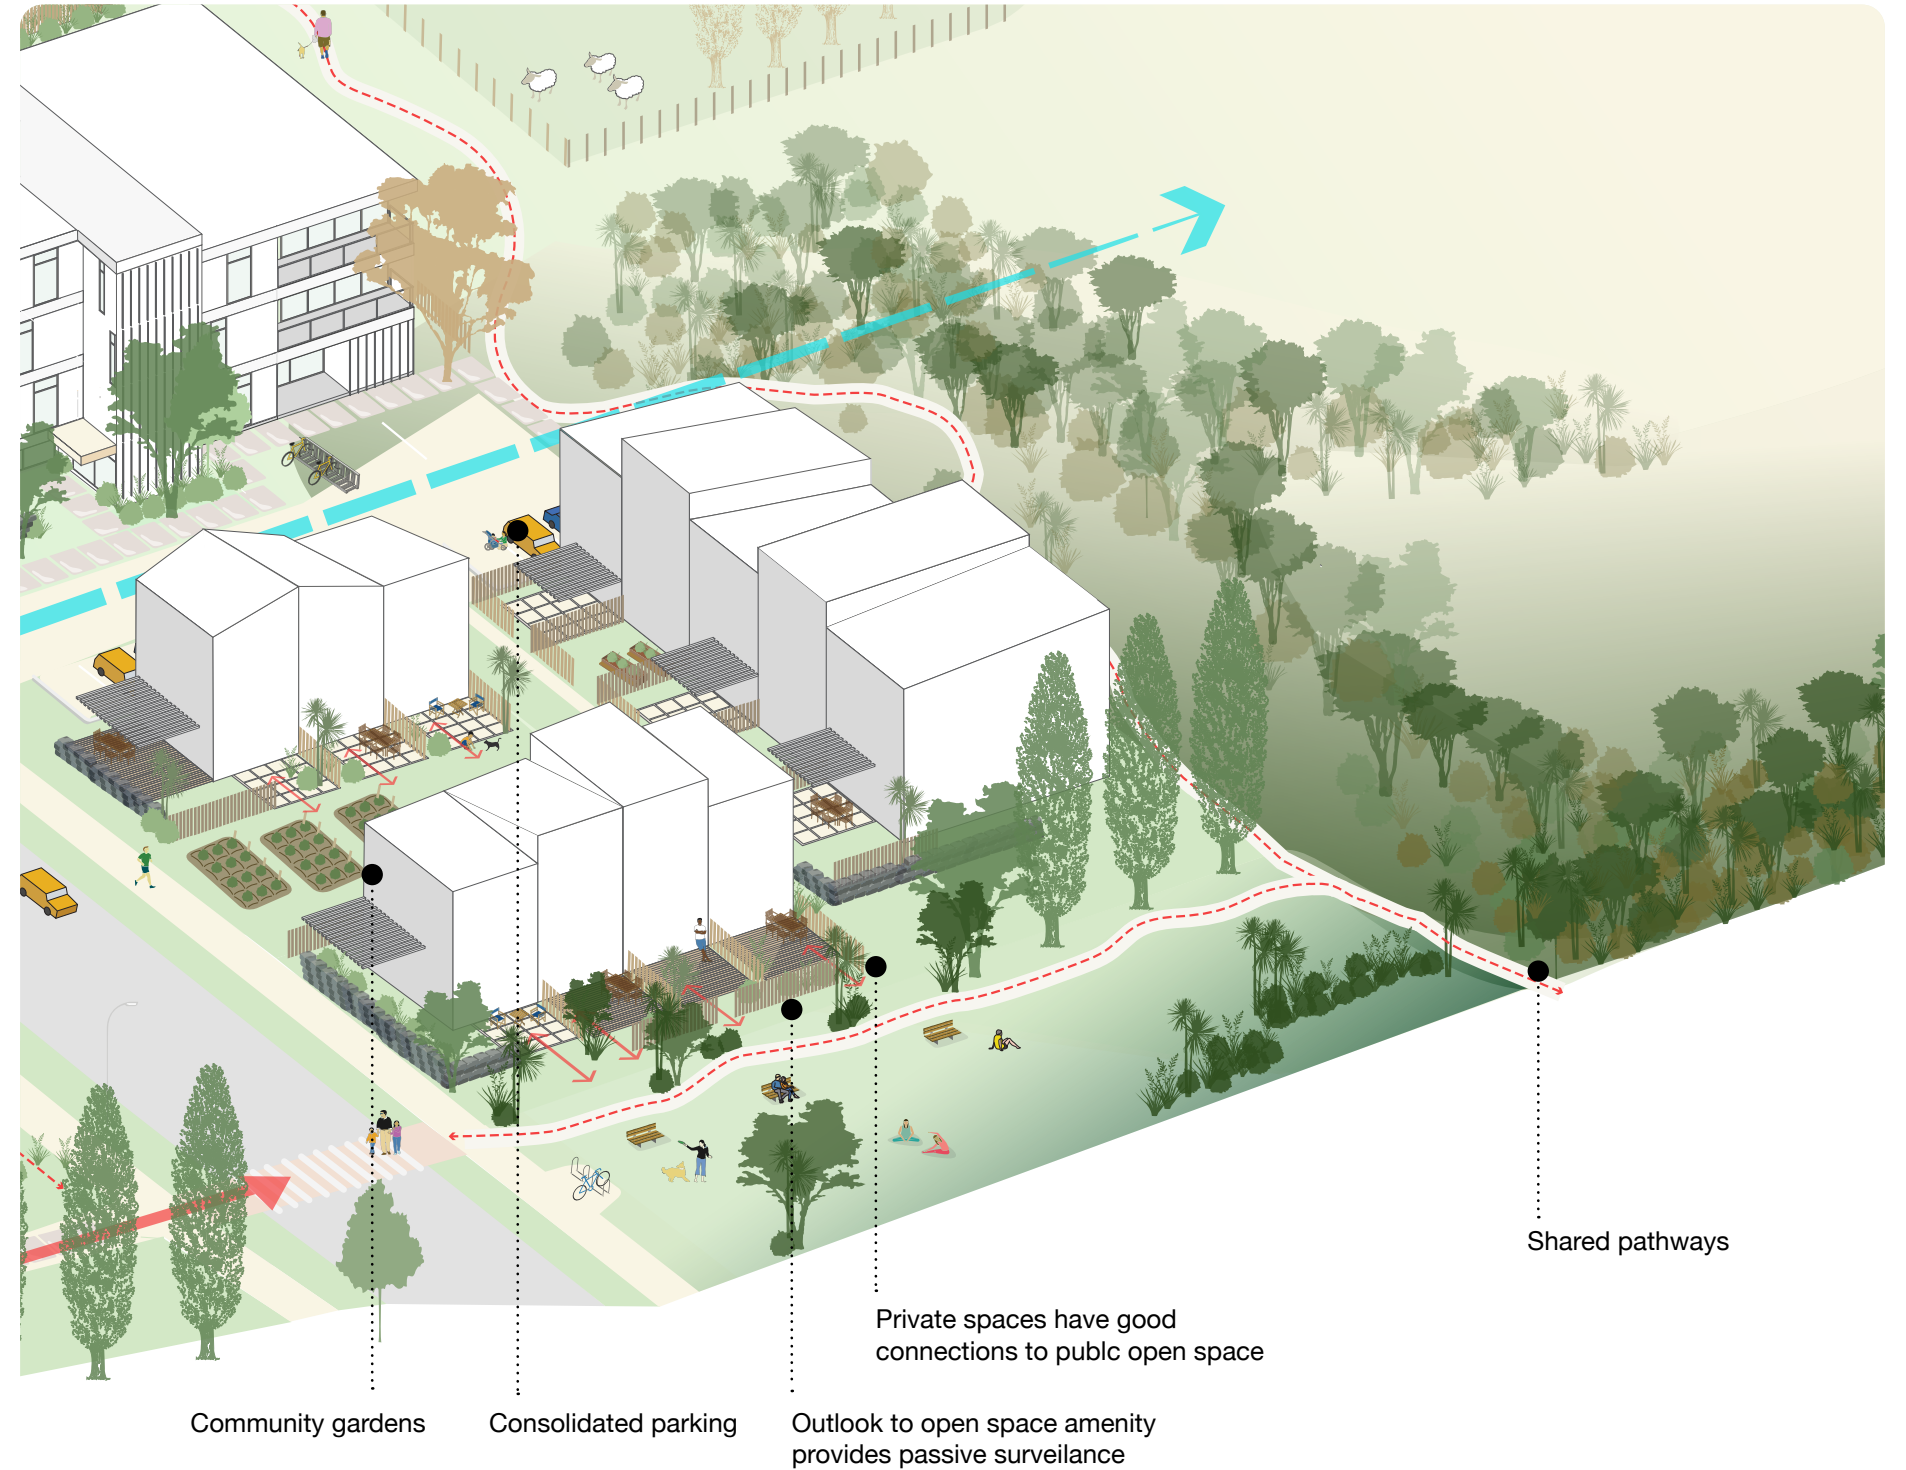 Shared pathways
Private spaces have good
connections to publc open space
Community gardens
Consolidated parking
Outlook to open space amenity
provides passive surveilance